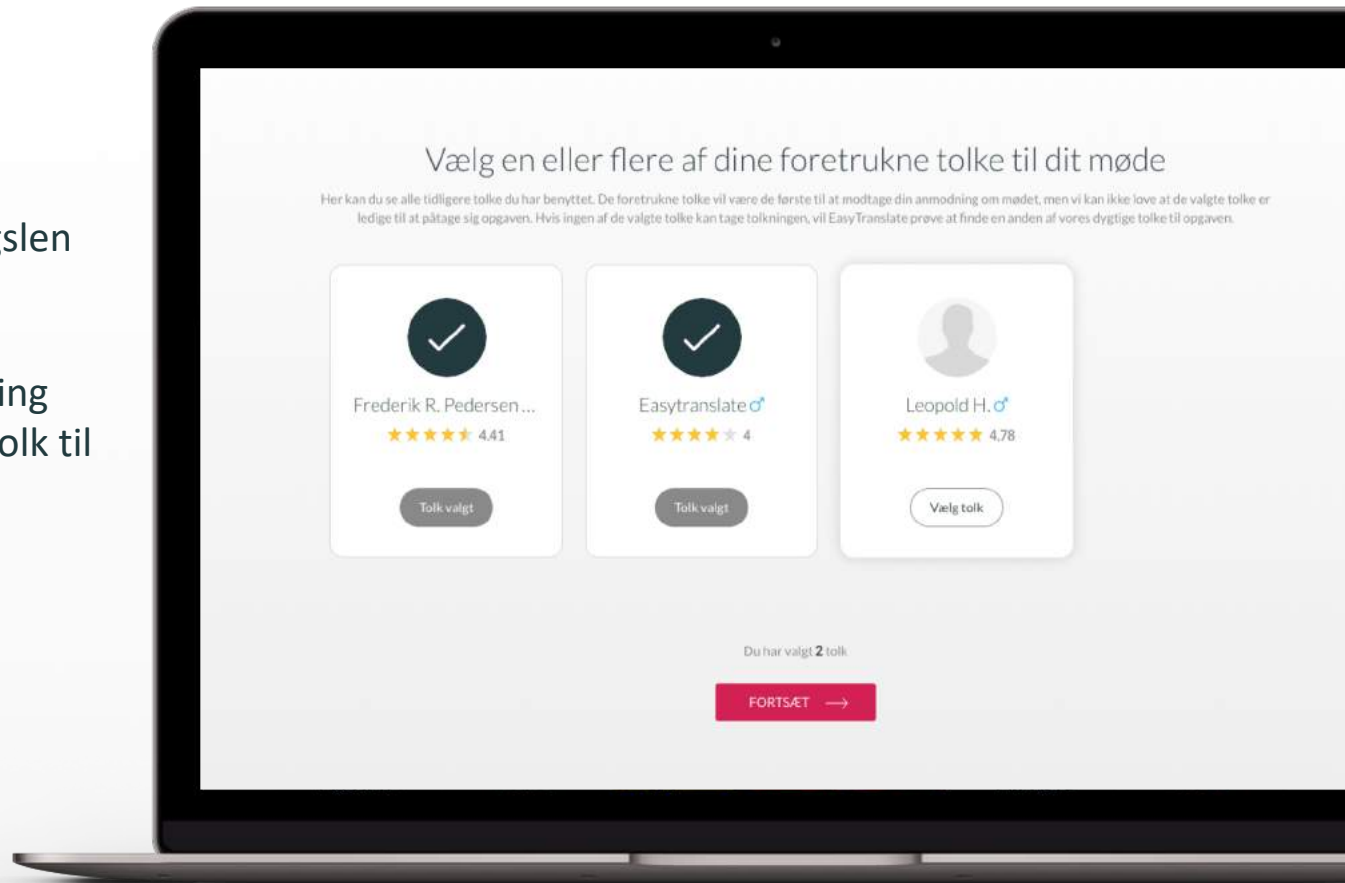 gslen
ing
olk til
Vælg en eller flere af dine foretrukne tolke til dit møde
Her kan du se alle tidligere tolke du har benyttet. De foretrukne tolke vil være de første til at modtage din anmodning om mødet, men vi kan ikke love at de valgte tolke er
ledige til at påtage sig opgaven. Hvis ingen af de valgte tolke kan tage tolkningen, vil EasyTranslate prøve at finde en anden af vores dygtige tolke til opgaven.
Frederik R. Pedersen ...
4.41
Tolk valgt
Easytranslate
4
Tolk valgt
Leopold H.
4.78
Vælg tolk
Du har valgt 2 tolk
FORTSÆT →